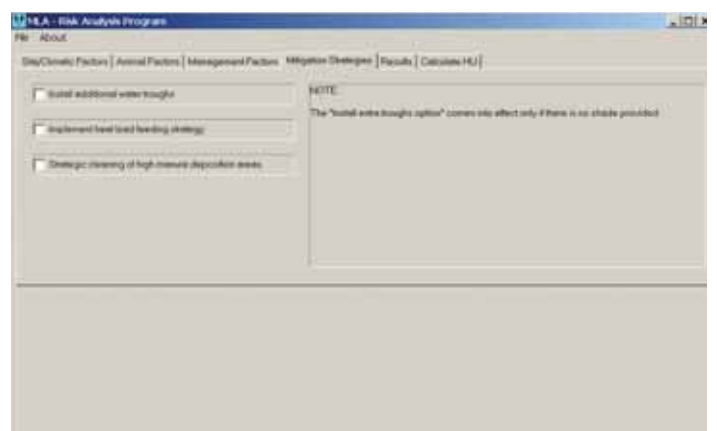 MLA - Risk Analysis Program
File About
Site/Climatic Factors Animal Factors Management Factors Mitigation Strategies Results Calculate HLI
Install additional water troughs
Implement heat load feeding strategy
Strategic cleaning of high manure deposition areas
NOTE
The "Install extra troughs option" comes into effect only if there is no shade provided